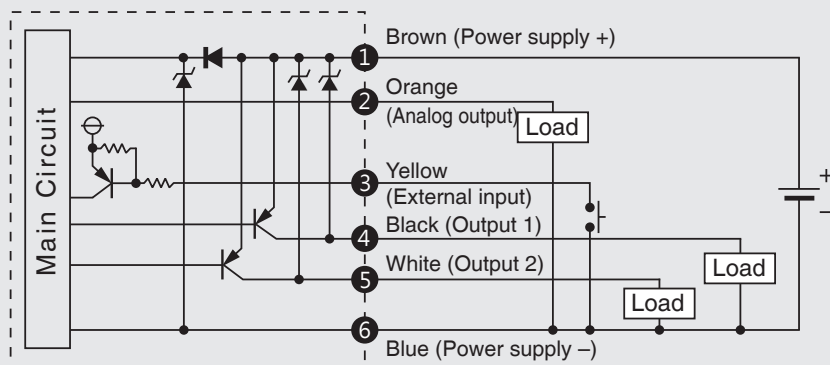 Main Circuit
1 Brown (Power supply +)
2 Orange
(Analog output)
Load
3 Yellow
(External input)
4 Black (Output 1)
5 White (Output 2)
Load
Load
6 Blue (Power supply –)
+
–